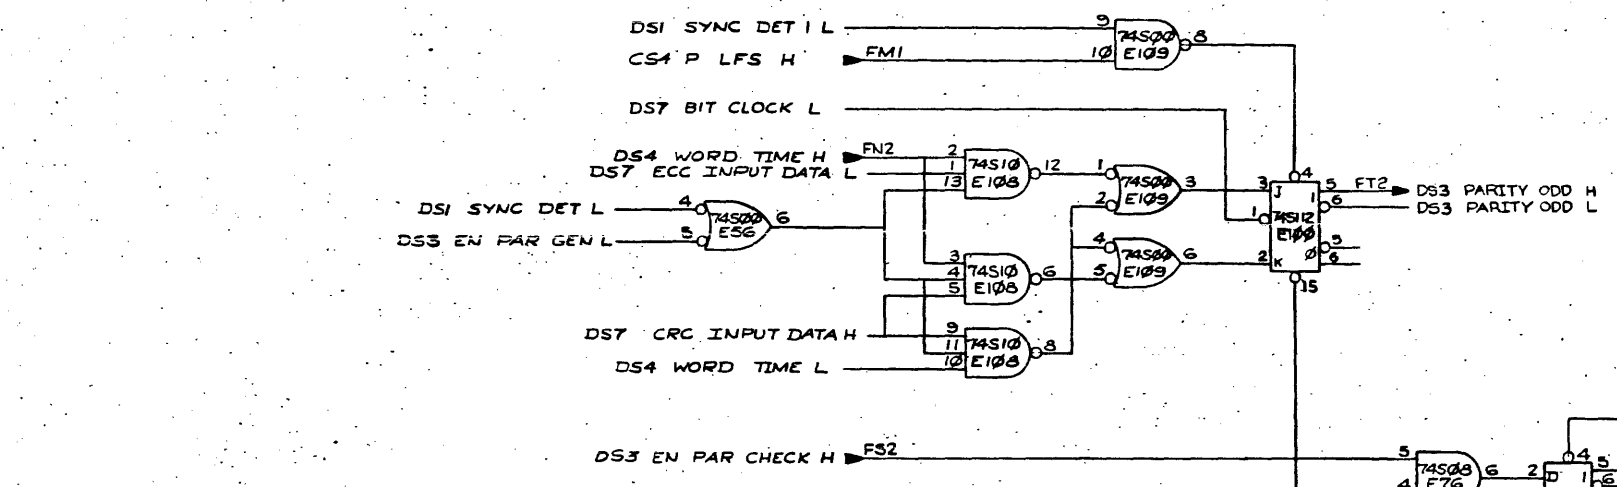 DS1 SYNC DET 1 L
9
74S00
E109
8
CS4 P LFS H
FM1
10
DS7 BIT CLOCK L
DS4 WORD TIME H
FN2
2
74S10
E108
12
DS7 ECC INPUT DATA L
1
13
1
74S00
E109
3
2
DS1 SYNC DET L
4
74S00
E56
6
DS3 EN PAR GEN L
5
4
3
J
1
5
FT2
DS3 PARITY ODD H
6
DS3 PARITY ODD L
1
74S112
E100
0
5
6
2
K
15
3
4
5
74S10
E108
6
4
5
74S00
E109
6
DS7 CRC INPUT DATA H
9
11
10
74S10
E108
8
DS4 WORD TIME L
DS3 EN PAR CHECK H
FS2
5
4
74S08
E76
6
2
D
4
1
5
6